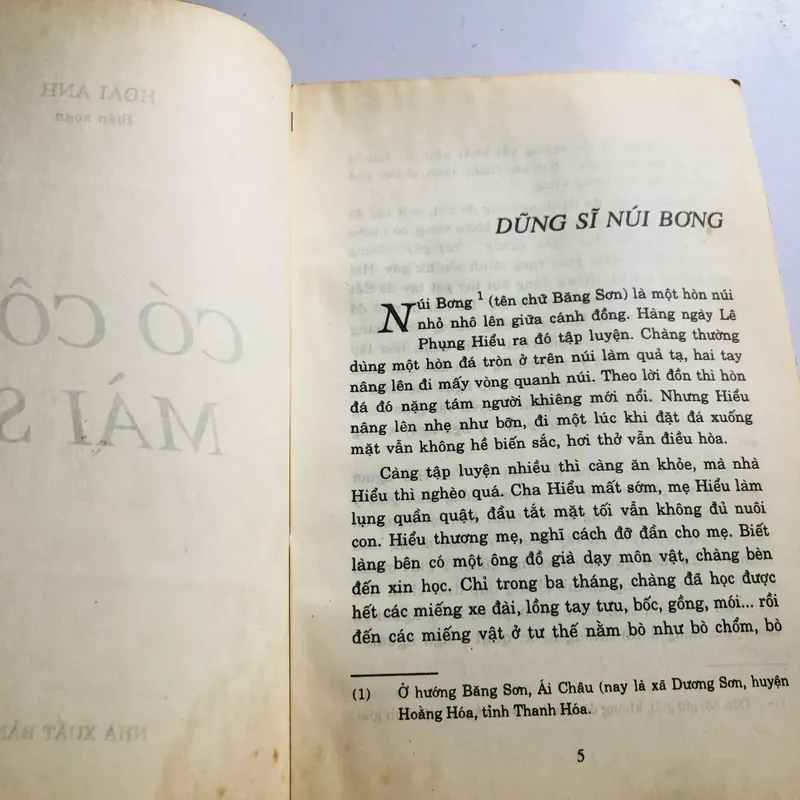 HOÀI ANH
Biên soạn
CÓ CÔ
MÀI S
NHÀ XUẤT BẢN
DŨNG SĨ NÚI BƠNG
Núi Bơng ¹ (tên chữ Băng Sơn) là một hòn núi
nhỏ nhô lên giữa cánh đồng. Hàng ngày Lê
Phụng Hiểu ra đó tập luyện. Chàng thường
dùng một hòn đá tròn ở trên núi làm quả tạ, hai tay
nâng lên đi mấy vòng quanh núi. Theo lời đồn thì hòn
đá đó nặng tám người khiêng mới nổi. Nhưng Hiểu
nâng lên nhẹ như bỡn, đi một lúc khi đặt đá xuống
mặt vẫn không hề biến sắc, hơi thở vẫn điều hòa.
Càng tập luyện nhiều thì càng ăn khỏe, mà nhà
Hiểu thì nghèo quá. Cha Hiểu mất sớm, mẹ Hiểu làm
lụng quần quật, đầu tắt mặt tối vẫn không đủ nuôi
con. Hiểu thương mẹ, nghĩ cách đỡ đần cho mẹ. Biết
làng bên có một ông đồ già dạy môn vật, chàng bèn
đến xin học. Chỉ trong ba tháng, chàng đã học được
hết các miếng xe đài, lồng tay tưu, bốc, gồng, mói... rồi
đến các miếng vật ở tư thế nằm bò như bò chổm, bò
(1) Ở hướng Băng Sơn, Ái Châu (nay là xã Dương Sơn, huyện
Hoằng Hóa, tỉnh Thanh Hóa.
5